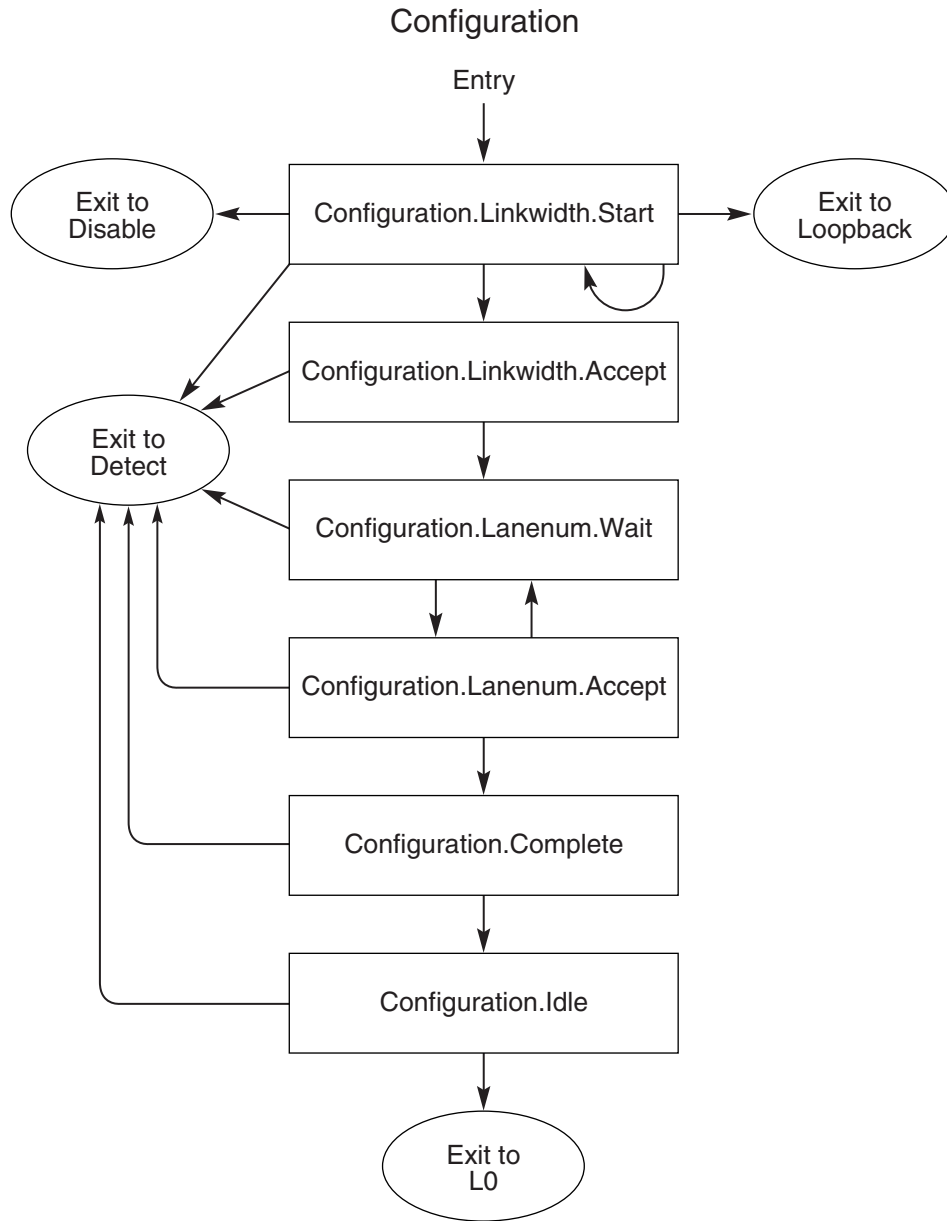 Configuration
Entry
Exit to
Disable
Configuration.Linkwidth.Start
Exit to
Loopback
Configuration.Linkwidth.Accept
Exit to
Detect
Configuration.Lanenum.Wait
Configuration.Lanenum.Accept
Configuration.Complete
Configuration.Idle
Exit to
L0